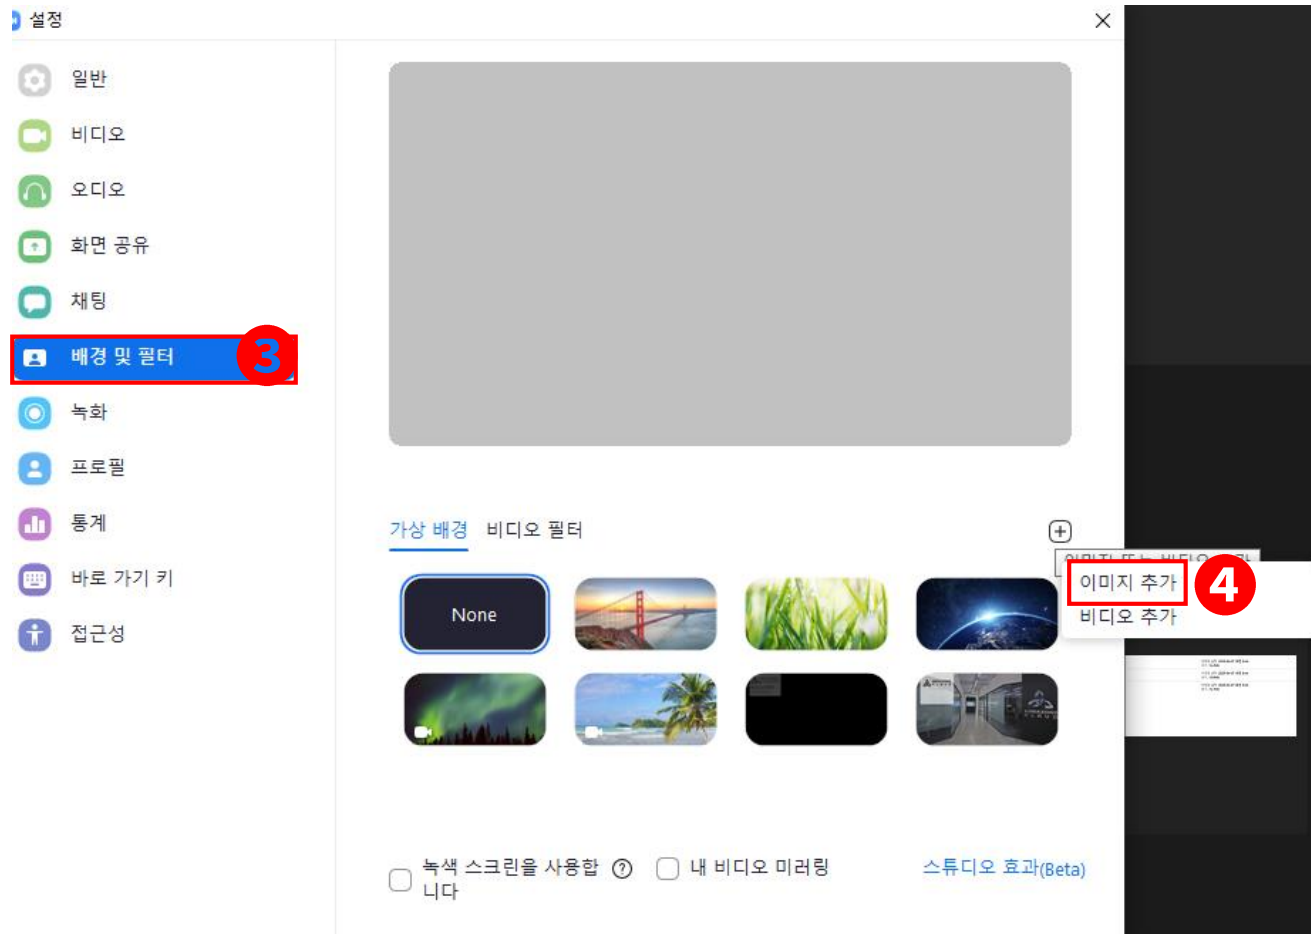 설정
일반
비디오
오디오
화면 공유
채팅
배경 및 필터
3
녹화
프로필
통계
바로 가기 키
접근성
가상 배경
비디오 필터
이미지 추가
4
비디오 추가
None
녹색 스크린을 사용합
니다
내 비디오 미러링
스튜디오 효과(Beta)